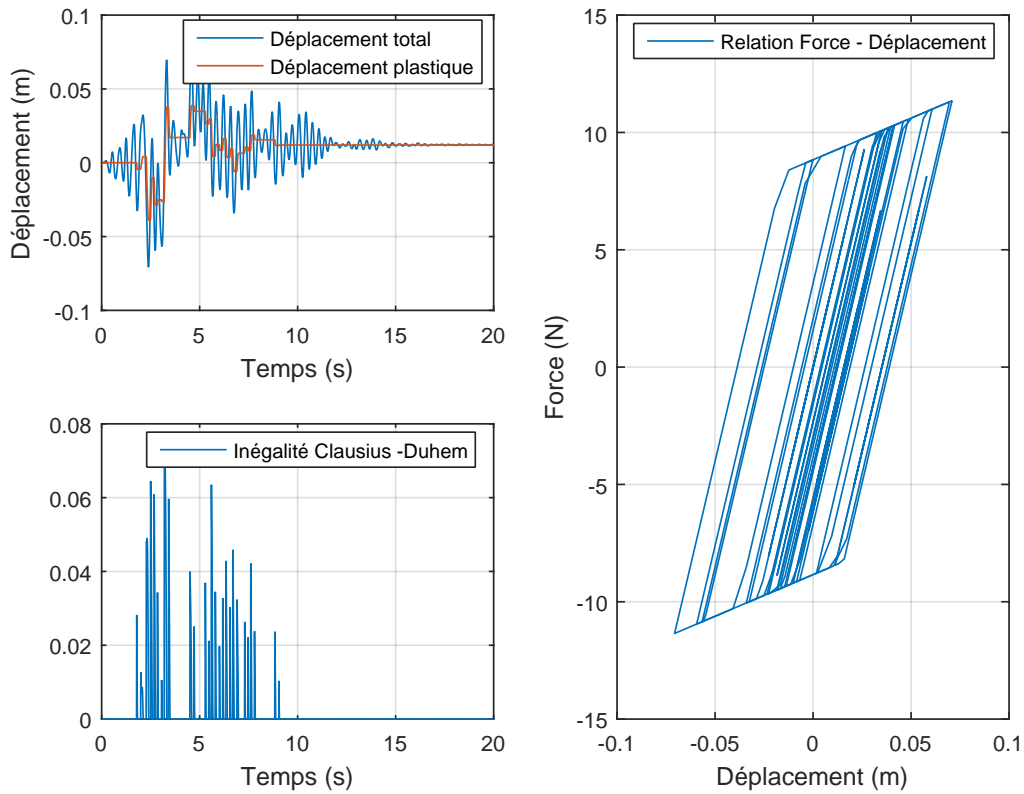 0.1
0.05
0
-0.05
-0.1
Déplacement (m)
Déplacement total
Déplacement plastique
0 5 10 15 20
Temps (s)
0.08
0.06
0.04
0.02
0
Inégalité Clausius -Duhem
0 5 10 15 20
Temps (s)
15
10
5
0
-5
-10
-15
Force (N)
Relation Force - Déplacement
-0.1 -0.05 0 0.05 0.1
Déplacement (m)